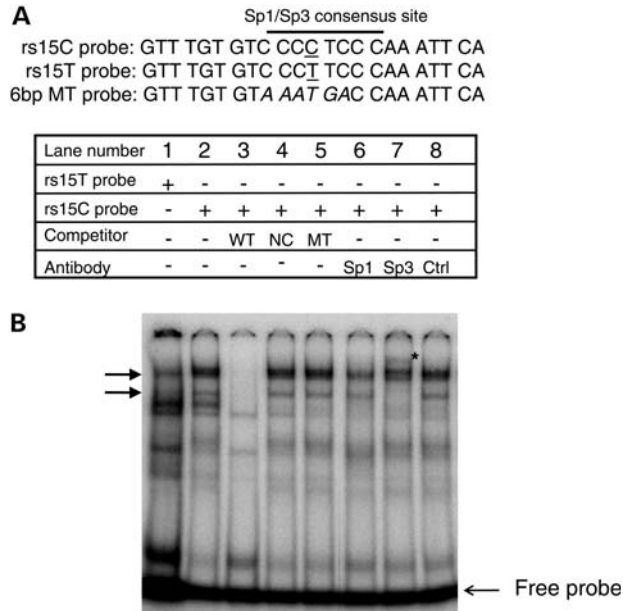 A
Sp1/Sp3 consensus site
rs15C probe: GTT TGT GTC CCC TCC CAA ATT CA
rs15T probe: GTT TGT GTC CCT TCC CAA ATT CA
6bp MT probe: GTT TGT GTA AAT GAC CAA ATT CA
Lane number 1 2 3 4 5 6 7 8
rs15T probe + - - - - - - -
rs15C probe - + + + + + + +
Competitor - - WT NC MT - - -
Antibody - - - - - Sp1 Sp3 Ctrl
B
*
Free probe